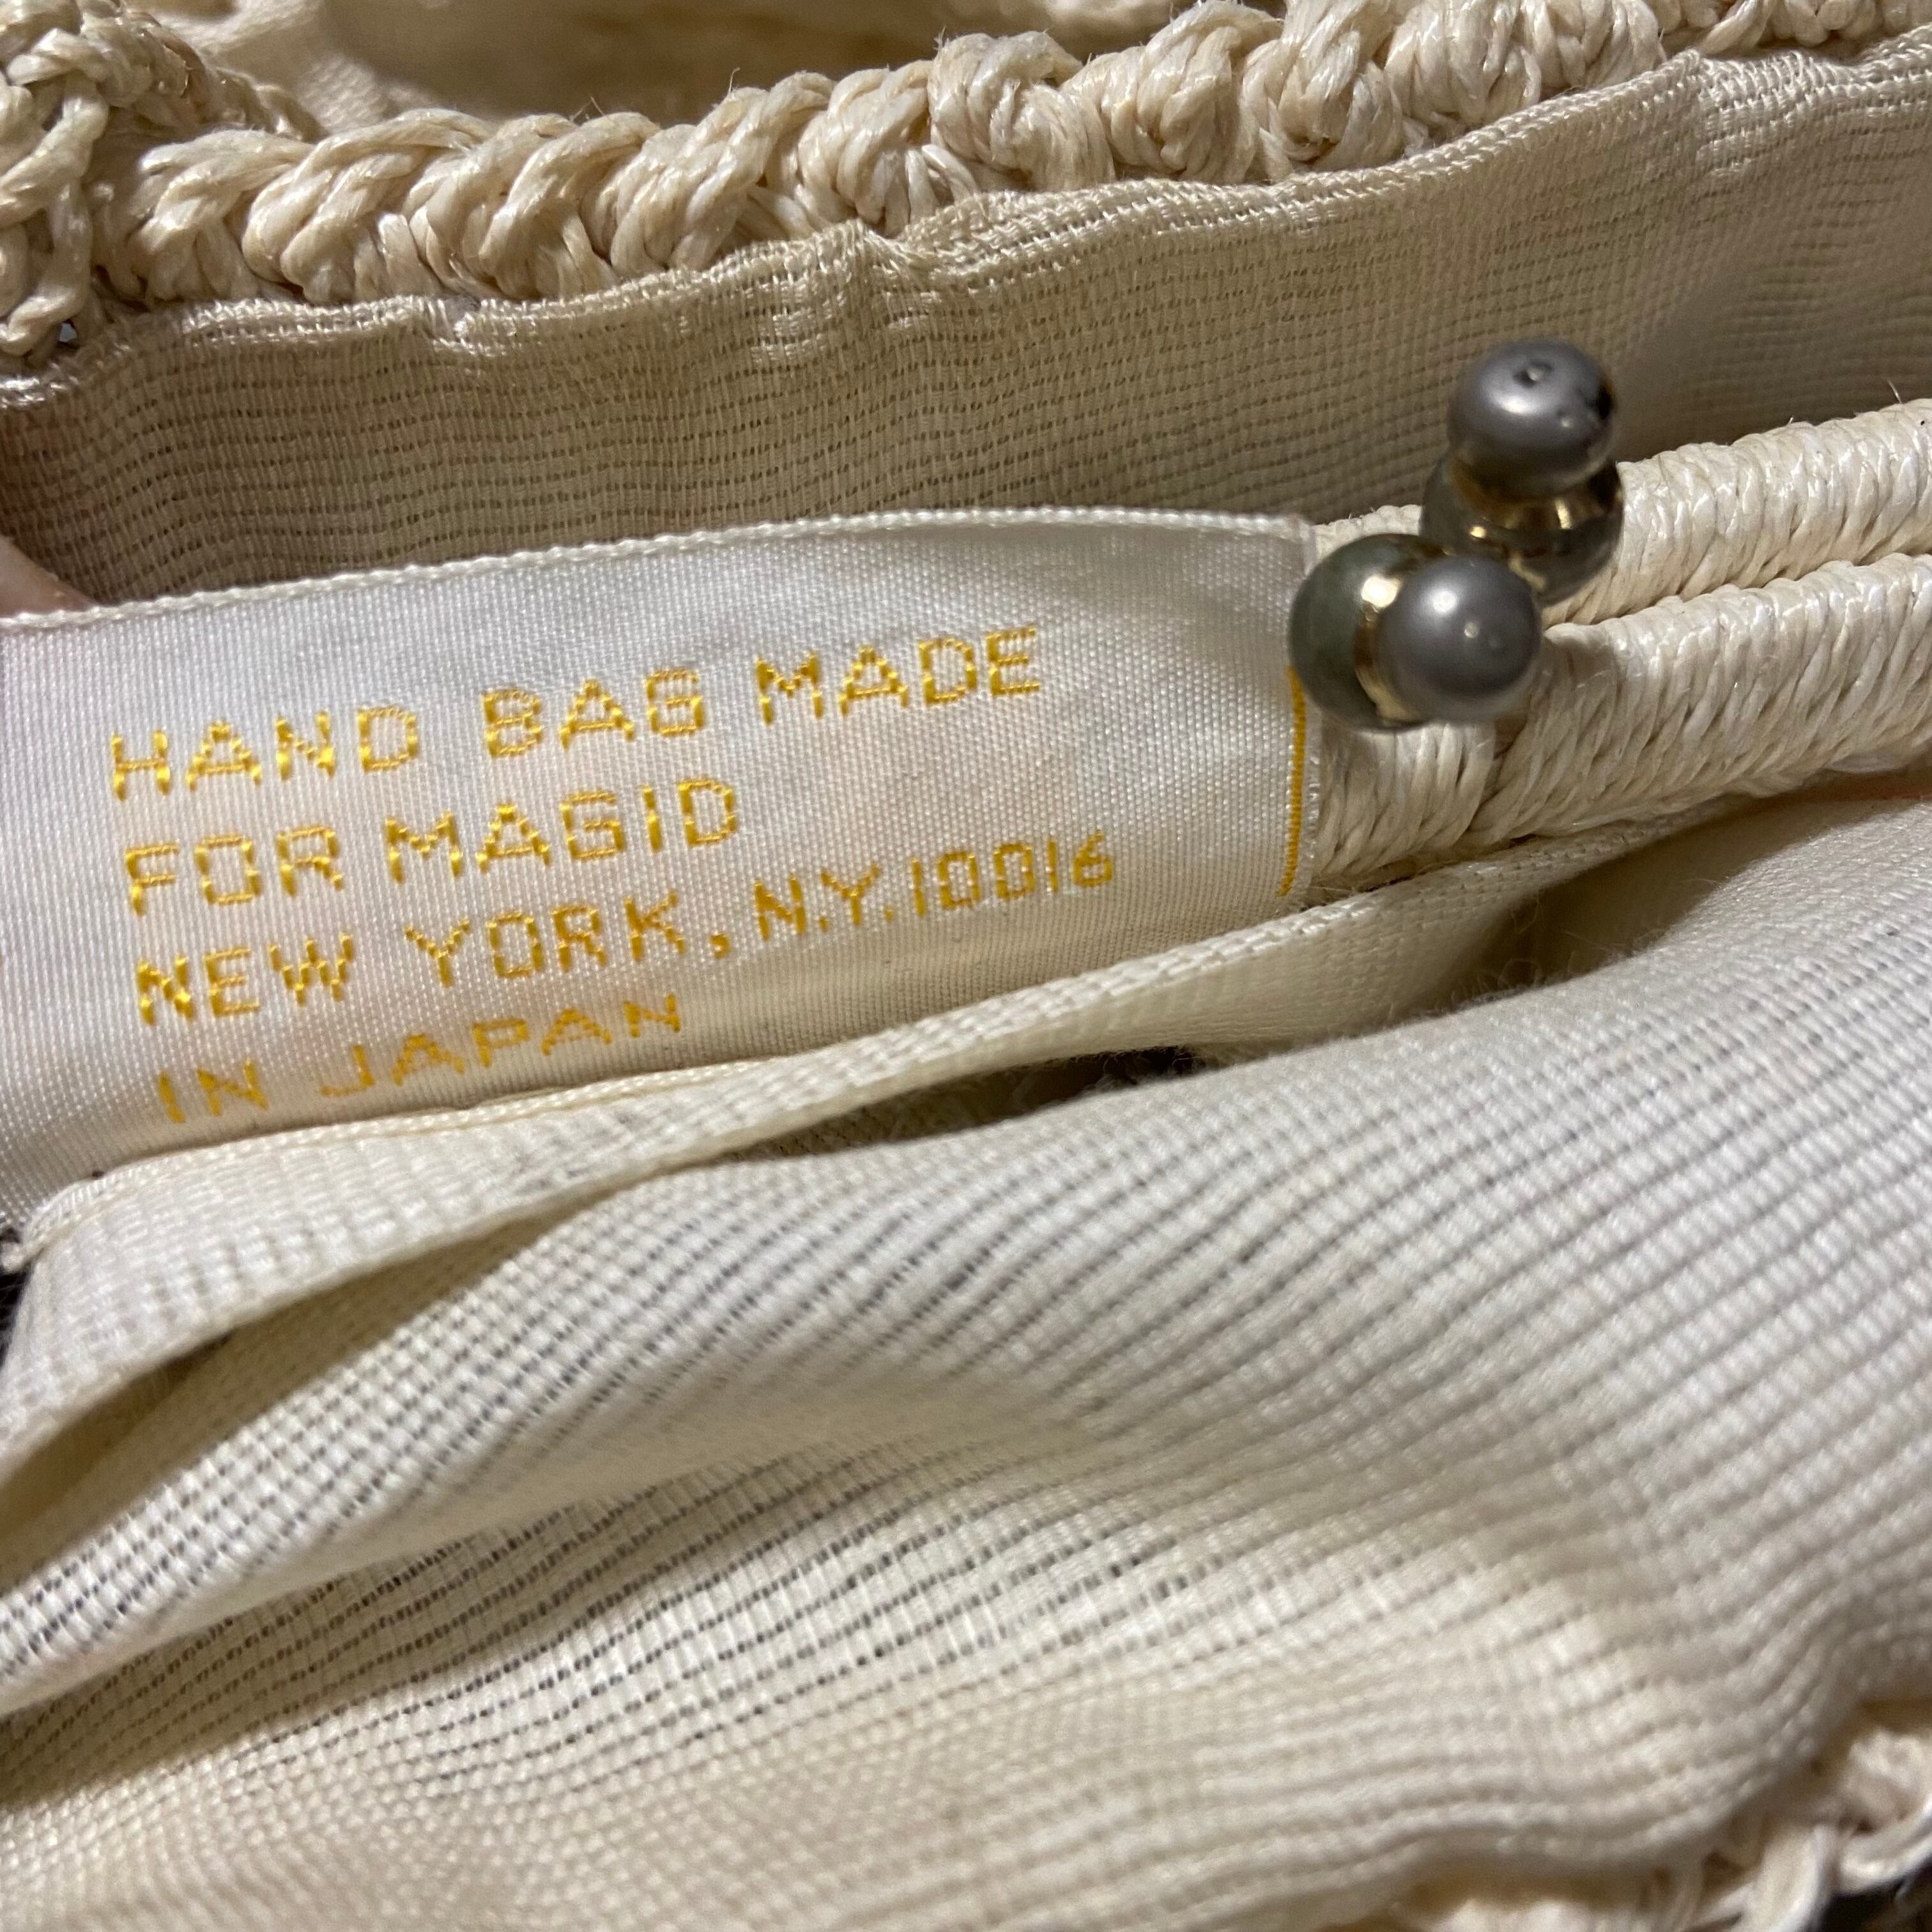 HAND BAG MADE
FOR MAGID
NEW YORK, N.Y. 10016
IN JAPAN